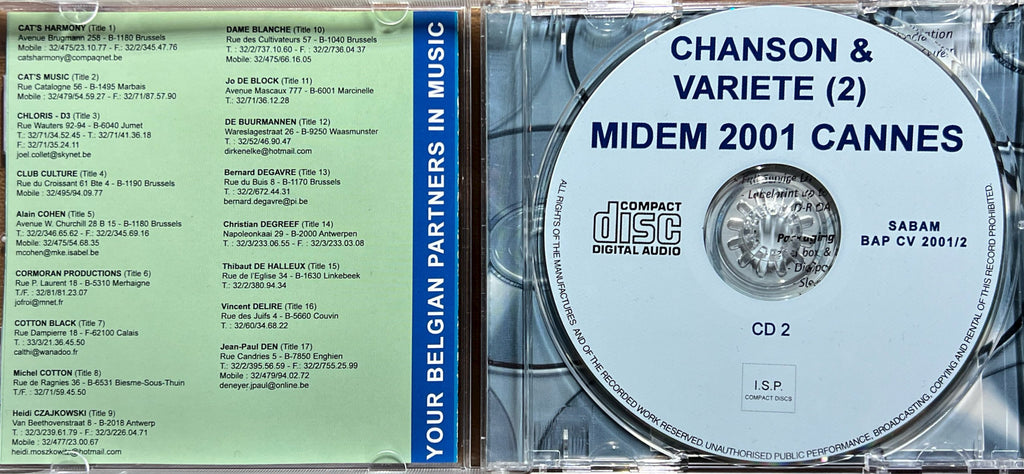 CAT'S HARMONY (Title 1)
Avenue Brugmann 258 - B-1180 Brussels
Mobile : 32/475/23.10.77 - F.: 32/2/345.47.76
catsharmony@compaqnet.be
CAT'S MUSIC (Title 2)
Rue Catalogne 56 - B-1495 Marbais
Mobile : 32/479/54.59.27 - F.: 32/71/87.57.90
CHLORIS - D3 (Title 3)
Rue Wauters 92-94 - B-6040 Jumet
T.: 32/71/34.52.45 - T.: 32/71/41.36.18
F.: 32/71/35.24.11
joel.collet@skynet.be
CLUB CULTURE (Title 4)
Rue du Croissant 61 Bte 4 - B-1190 Brussels
Mobile : 32/495/94.09.77
Alain COHEN (Title 5)
Avenue W. Churchill 28 B 15 - B-1180 Brussels
T.: 32/2/346.65.62 - F.: 32/2/345.69.16
Mobile: 32/475/54.68.35
mcohen@mke.isabel.be
CORMORAN PRODUCTIONS (Title 6)
Rue P. Laurent 18 - B-5310 Merhaigne
T./F. : 32/81/81.23.07
jofroi@mnet.fr
COTTON BLACK (Title 7)
Rue Dampierre 18 - F-62100 Calais
T. : 33/3/21.36.45.50
calthi@wanadoo.fr
Michel COTTON (Title 8)
Rue de Ragnies 36 - B-6531 Biesme-Sous-Thuin
T./F. : 32/71/59.45.50
Heidi CZAJKOWSKI (Title 9)
Van Beethovenstraat 8 - B-2018 Antwerp
T.: 32/3/239.61.79 - F.: 32/3/226.04.71
Mobile : 32/477/23.00.67
heidi.moszkowitz@hotmail.com
DAME BLANCHE (Title 10)
Rue des Cultivateurs 57 - B-1040 Brussels
T.: 32/2/737.10.60 - F.: 32/2/736.04.37
Mobile: 32/475/66.16.05
Jo DE BLOCK (Title 11)
Avenue Mascaux 777 - B-6001 Marcinelle
T.: 32/71/36.12.28
DE BUURMANNEN (Title 12)
Wareslagestraat 26 - B-9250 Waasmunster
T.: 32/52/46.90.47
dirkenelke@hotmail.com
Bernard DEGAVRE (Title 13)
Rue du Buis 8 - B-1170 Brussels
T.: 32/2/672.44.31
bernard.degavre@pi.be
Christian DEGREEF (Title 14)
Napoleonkaai 29 - B-2000 Antwerpen
T.: 32/3/233.06.55 - F.: 32/3/233.03.08
Thibaut DE HALLEUX (Title 15)
Rue de l'Eglise 34 - B-1630 Linkebeek
T.: 32/2/380.94.34
Vincent DELIRE (Title 16)
Rue des Juifs 4 - B-5660 Couvin
T. : 32/60/34.68.22
Jean-Paul DEN (Title 17)
Rue Candries 5 - B-7850 Enghien
T.: 32/2/395.56.59 - F.: 32/2/755.25.99
Mobile: 32/479/94.02.72
deneyer.jpaul@online.be
YOUR BELGIAN PARTNERS IN MUSIC
CHANSON &
VARIETE (2)
MIDEM 2001 CANNES
COMPACT
disc
DIGITAL AUDIO
SABAM
BAP CV 2001/2
CD 2
I.S.P.
COMPACT DISCS
ALL RIGHTS OF THE MANUFACTURES AND OF THE RECORDED WORK RESERVED. UNAUTHORISED PUBLIC PERFORMANCE, BROADCASTING, COPYING AND RENTAL OF THIS RECORD PROHIBITED.